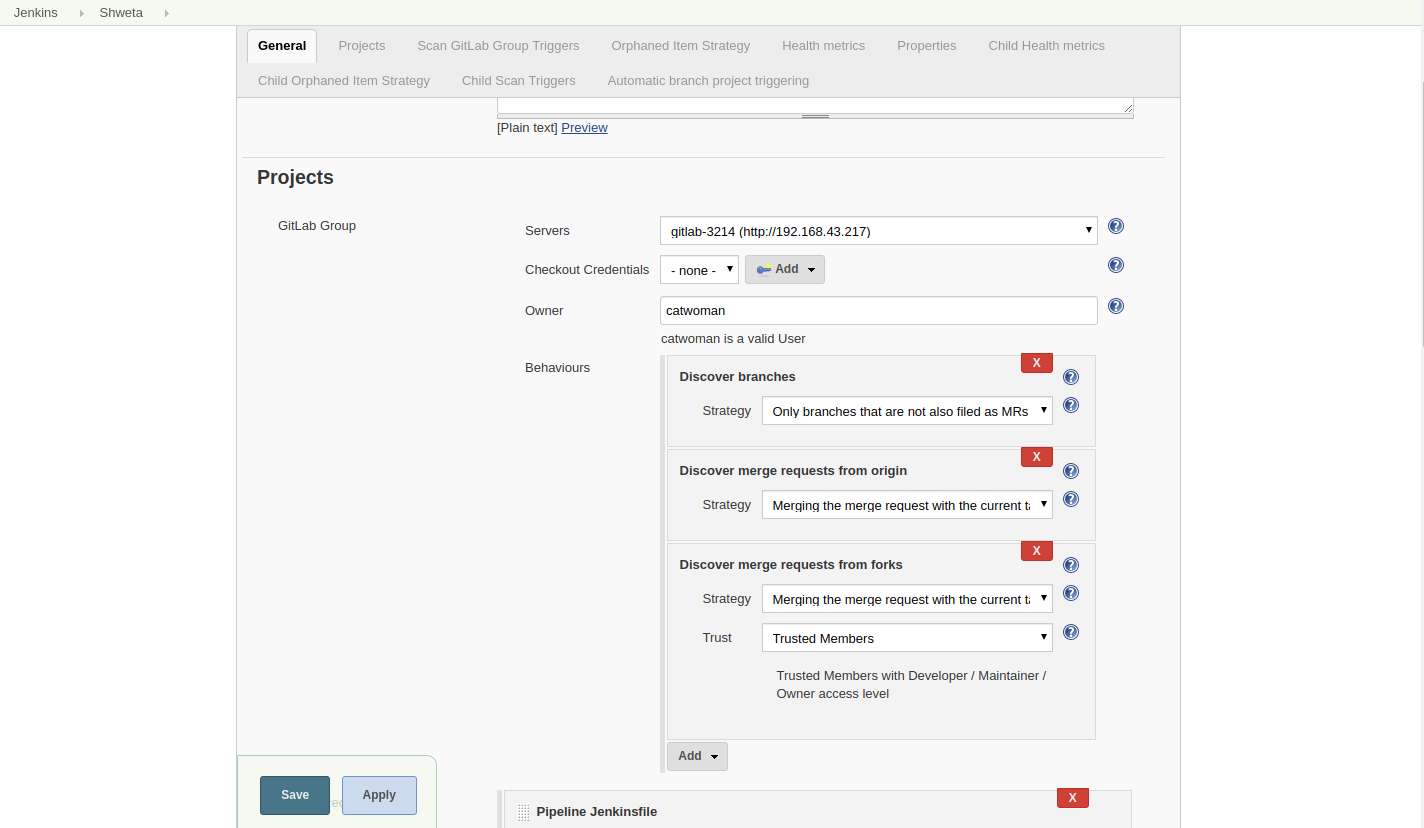 Jenkins
Shweta
General
Projects
Scan GitLab Group Triggers
Orphaned Item Strategy
Health metrics
Properties
Child Health metrics
Child Orphaned Item Strategy
Child Scan Triggers
Automatic branch project triggering
[Plain text] Preview
Projects
GitLab Group
Servers
gitlab-3214 (http://192.168.43.217)
Checkout Credentials
- none -
Add
Owner
catwoman
catwoman is a valid User
Behaviours
X
Discover branches
Strategy
Only branches that are not also filed as MRs
X
Discover merge requests from origin
Strategy
Merging the merge request with the current
X
Discover merge requests from forks
Strategy
Merging the merge request with the current
Trust
Trusted Members
Trusted Members with Developer / Maintainer /
Owner access level
Add
Save
Apply
X
Pipeline Jenkinsfile